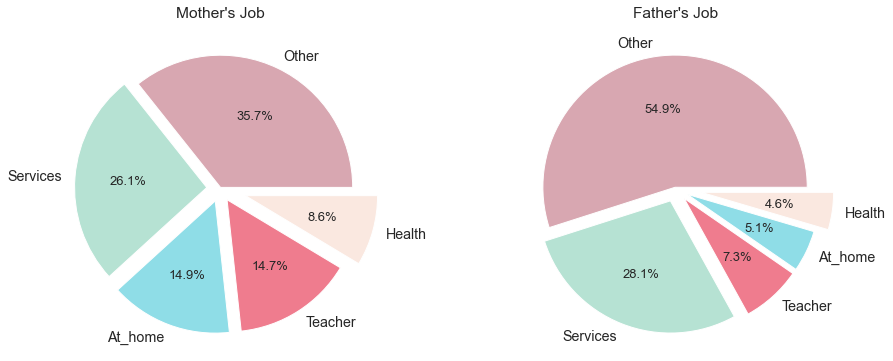 Mother's Job
Other
35.7%
Services
26.1%
At_home
14.9%
Teacher
14.7%
Health
8.6%
Father's Job
Other
54.9%
Services
28.1%
Teacher
7.3%
At_home
5.1%
Health
4.6%